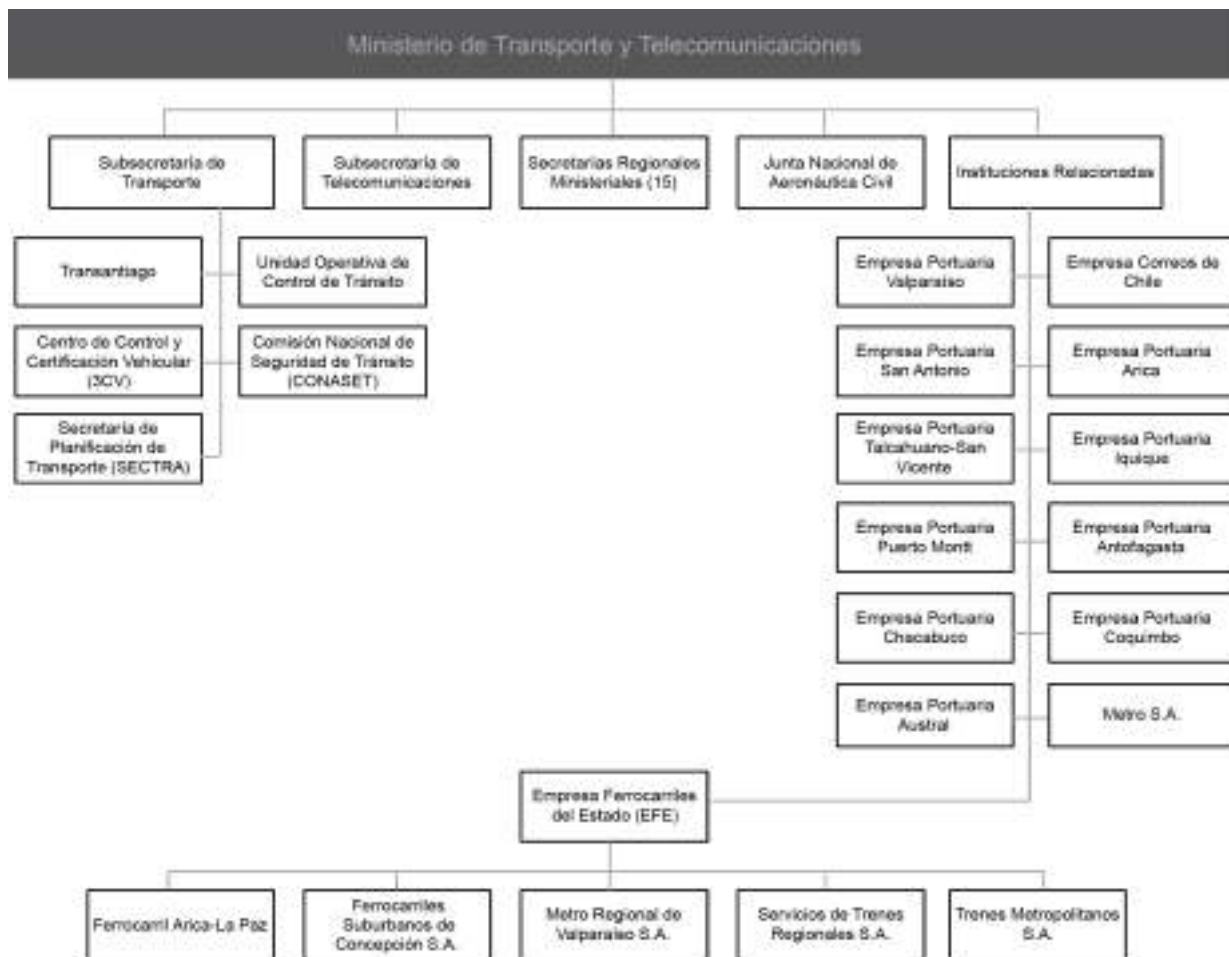 Ministerio de Transporte y Telecomunicaciones
Subsecretaría de
Transporte
Subsecretaría de
Telecomunicaciones
Secretarías Regionales
Ministeriales (15)
Junta Nacional de
Aeronáutica Civil
Instituciones Relacionadas
Transantiago
Unidad Operativa de
Control de Tránsito
Centro de Control y
Certificación Vehicular
(3CV)
Comisión Nacional de
Seguridad de Tránsito
(CONASET)
Secretaría de
Planificación de
Transporte (SECTRA)
Empresa Portuaria
Valparaíso
Empresa Correos de
Chile
Empresa Portuaria
San Antonio
Empresa Portuaria
Arica
Empresa Portuaria
Talcahuano-San
Vicente
Empresa Portuaria
Iquique
Empresa Portuaria
Puerto Montt
Empresa Portuaria
Antofagasta
Empresa Portuaria
Chacabuco
Empresa Portuaria
Coquimbo
Empresa Portuaria
Austral
Metro S.A.
Empresa Ferrocarriles
del Estado (EFE)
Ferrocarril Arica-La Paz
Ferrocarriles
Suburbanos de
Concepción S.A.
Metro Regional de
Valparaíso S.A.
Servicios de Trenes
Regionales S.A.
Trenes Metropolitanos
S.A.